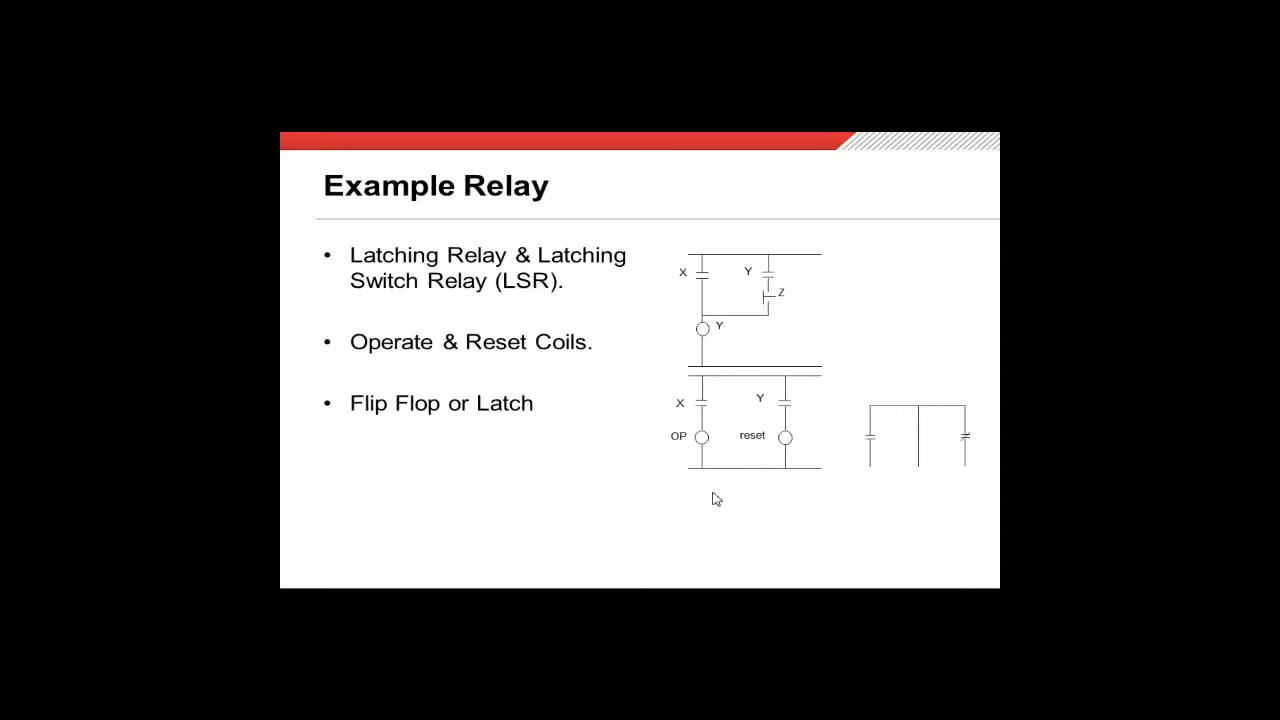 Example Relay
• Latching Relay & Latching
Switch Relay (LSR).
• Operate & Reset Coils.
• Flip Flop or Latch
X
Y
Z
Y
X
Y
OP
reset